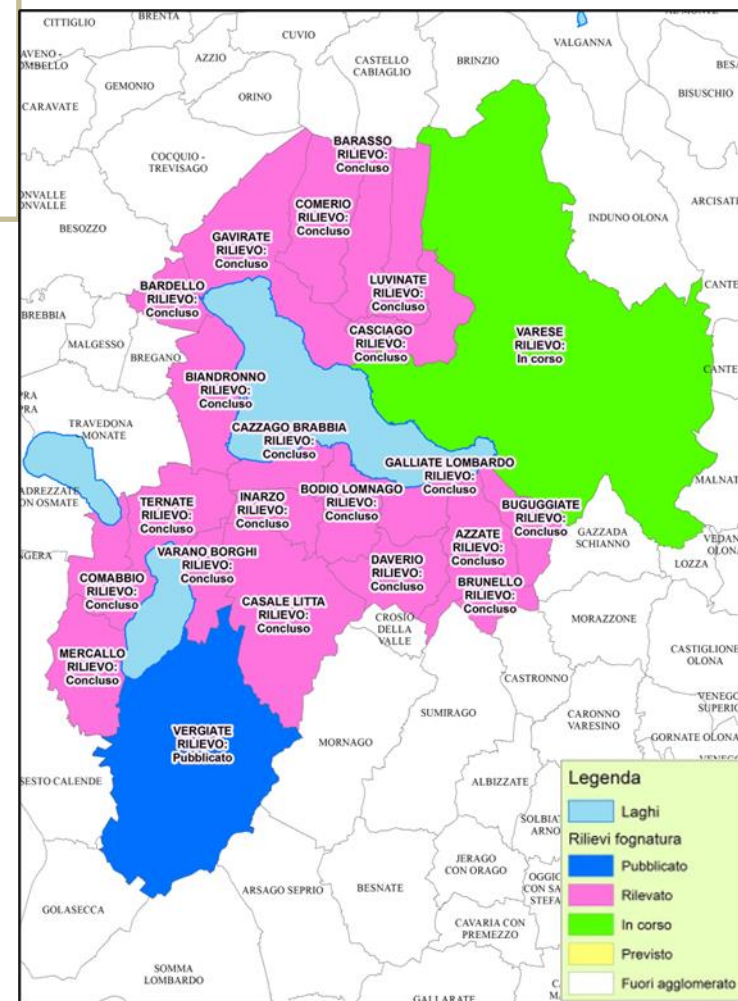 CITTIGLIO
BRENTA
CUVIO
VALGANNA
AZZIO
CASTELLO
CABIAGLIO
BRINZIO
GEMONIO
CARAVATE
ORINO
BISUSCHIO
COCQUIO -
TREVISAGO
BARASSO
RILIEVO:
Concluso
COMERIO
RILIEVO:
Concluso
INDUNO OLONA
BESOZZO
GAVIRATE
RILIEVO:
Concluso
BARDELLO
RILIEVO:
Concluso
LUVINATE
RILIEVO:
Concluso
BREBBIA
MALGESSO
BREGANO
CASCIAGO
RILIEVO:
Concluso
VARESE
RILIEVO:
In corso
BIANDRONNO
RILIEVO:
Concluso
TRAVEDONA
MONATE
CAZZAGO BRABBIA
RILIEVO:
Concluso
GALLIATE LOMBARDO
RILIEVO:
Concluso
TERNATE
RILIEVO:
Concluso
INARZO
RILIEVO:
Concluso
BODIO LOMNAGO
RILIEVO:
Concluso
BUGUGGIATE
RILIEVO:
Concluso
GAZZADA
SCHIANNO
LOZZA
VARANO BORGHI
RILIEVO:
Concluso
DAVERIO
RILIEVO:
Concluso
AZZATE
RILIEVO:
Concluso
COMABBIO
RILIEVO:
Concluso
BRUNELLO
RILIEVO:
Concluso
CASALE LITTA
RILIEVO:
Concluso
CROSIO
DELLA
VALLE
MORAZZONE
MERCALLO
RILIEVO:
Concluso
CASTIGLIONE
OLONA
CASTRONNO
VERGIATE
RILIEVO:
Pubblicato
SUMIRAGO
CARONNO
VARESINO
GORNATE OLONA
MORNAGO
SESTO CALENDE
ALBIZZATE
ARSAGO SEPRIO
BESNATE
JERAGO
CON ORAGO
GOLASECCA
CAVARIA CON
PREMEZZO
SOMMA
LOMBARDO
GALLARATE
Legenda
Laghi
Rilievi fognatura
Pubblicato
Rilevato
In corso
Previsto
Fuori agglomerato